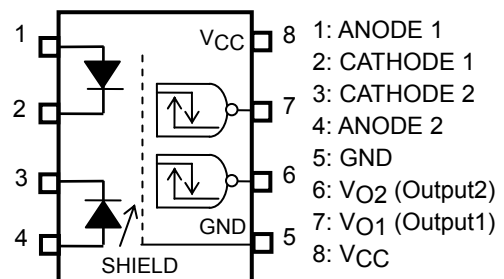 1
2
3
4
VCC
GND
SHIELD
8
7
6
5
1: ANODE 1
2: CATHODE 1
3: CATHODE 2
4: ANODE 2
5: GND
6: VO2 (Output2)
7: VO1 (Output1)
8: VCC